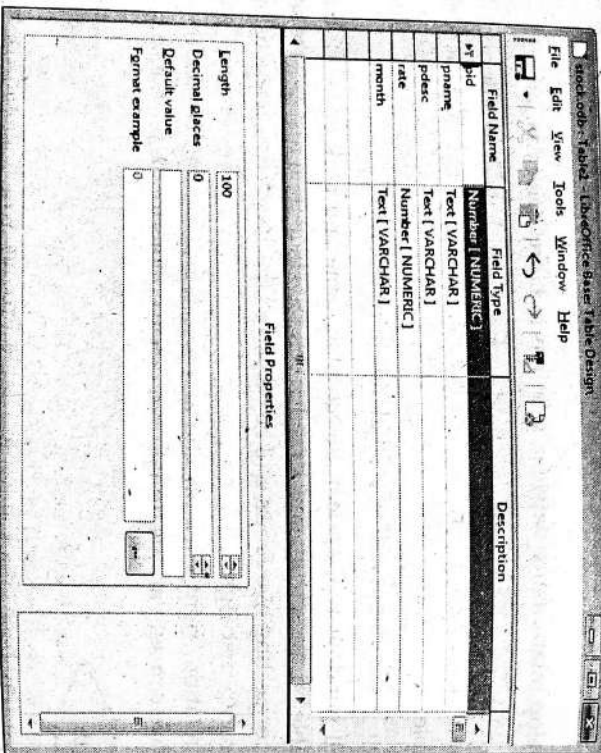 stock.odb : Table1 - LibreOffice Base: Table Design
File Edit View Tools Window Help
Field Name Field Type Description
pid Number [ NUMERIC ]
pname Text [ VARCHAR ]
pdesc Text [ VARCHAR ]
rate Number [ NUMERIC ]
month Text [ VARCHAR ]
Field Properties
Length 100
Decimal places 0
Default value
Format example 0
...